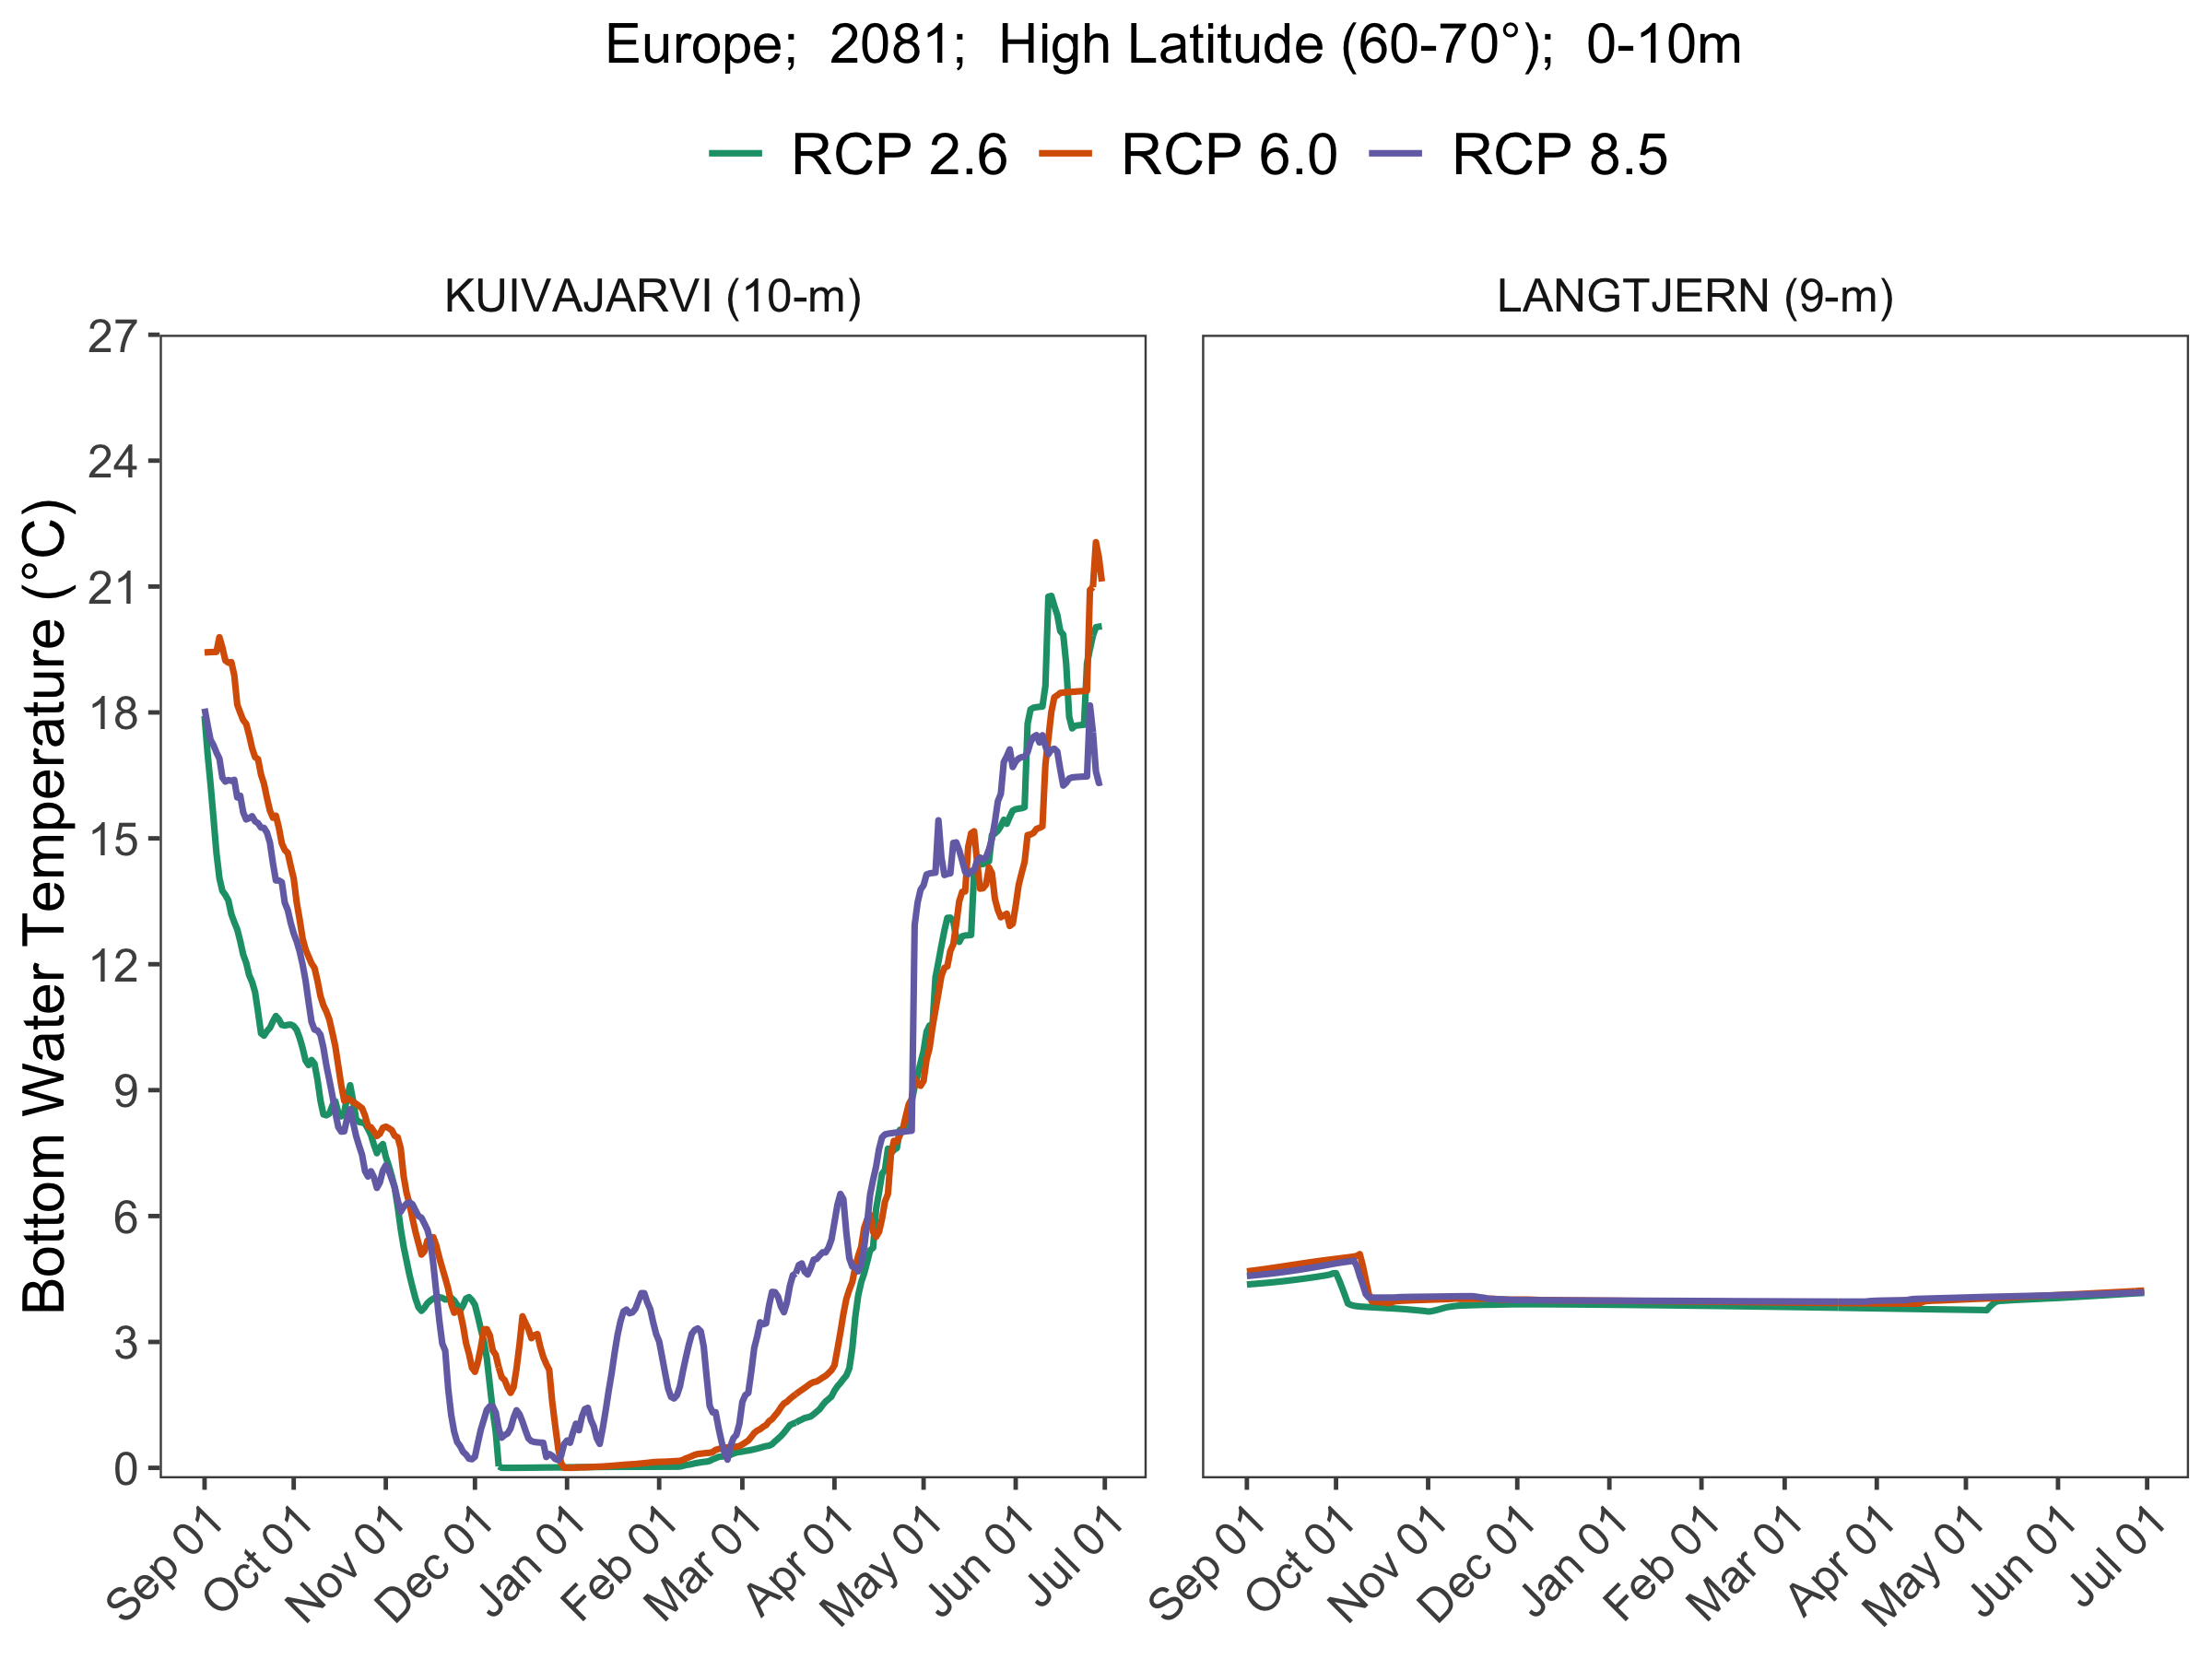 Europe;  2081;  High Latitude (60-70°);  0-10m
RCP 2.6 RCP 6.0 RCP 8.5
KUIVAJARVI (10-m) LANGTJERN (9-m)
Bottom Water Temperature (°C)
27
24
21
18
15
12
9
6
3
0
Sep 01 Oct 01 Nov 01 Dec 01 Jan 01 Feb 01 Mar 01 Apr 01 May 01 Jun 01 Jul 01 Sep 01 Oct 01 Nov 01 Dec 01 Jan 01 Feb 01 Mar 01 Apr 01 May 01 Jun 01 Jul 01